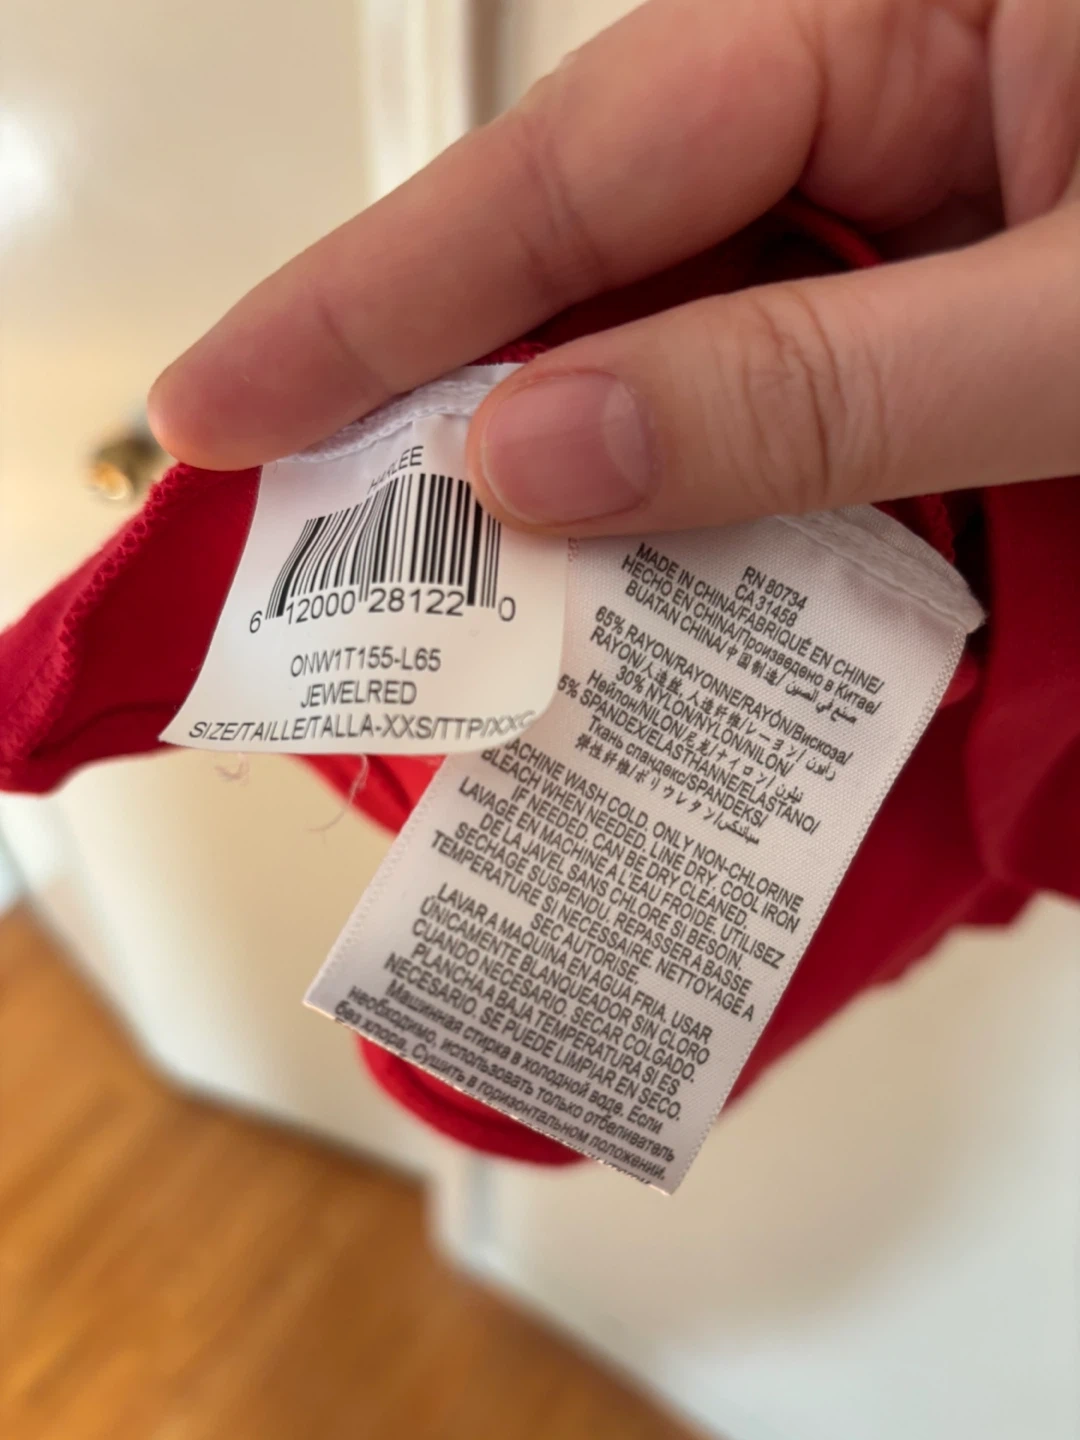 6 12000 28122 0
ONW1T155-L65
JEWELRED
SIZE/TAILLE/TALLA-XXS/TTP/XXC
RN 80734
CA 31458
MADE IN CHINA/FABRIQUÉ EN CHINE/
HECHO EN CHINA/Произведено в Китае/
BUATAN CHINA/中国制造/صنع في الصين
65% RAYON/RAYONNE/RAYÓN/Вискоза/
RAYON/人造丝, 人造纤维/レーヨン/رايون
30% NYLON/NYLON/NILON/
Нейлон/NILON/尼龙/ナイロン/نيلون
5% SPANDEX/ELASTHANNE/ELASTANO/
Ткань спандекс/SPANDEKS/
弹性纤维/ポリウレタン/سباندكس
MACHINE WASH COLD, ONLY NON-CHLORINE
BLEACH WHEN NEEDED, LINE DRY, COOL IRON
IF NEEDED, CAN BE DRY CLEANED.
LAVAGE EN MACHINE À L'EAU FROIDE, UTILISEZ
DE LA JAVEL SANS CHLORE SI BESOIN.
SECHAGE SUSPENDU, REPASSER A BASSE
TEMPERATURE SI NECESSAIRE, NETTOYAGE A
SEC AUTORISE.
LAVAR A MAQUINA EN AGUA FRIA, USAR
ÚNICAMENTE BLANQUEADOR SIN CLORO
CUANDO NECESARIO, SECAR COLGADO.
PLANCHA A BAJA TEMPERATURA SI ES
NECESARIO, SE PUEDE LIMPIAR EN SECO.
Машинная стирка в холодной воде. Если
необходимо, использовать только отбеливатель
без хлора. Сушить в горизонтальном положении.